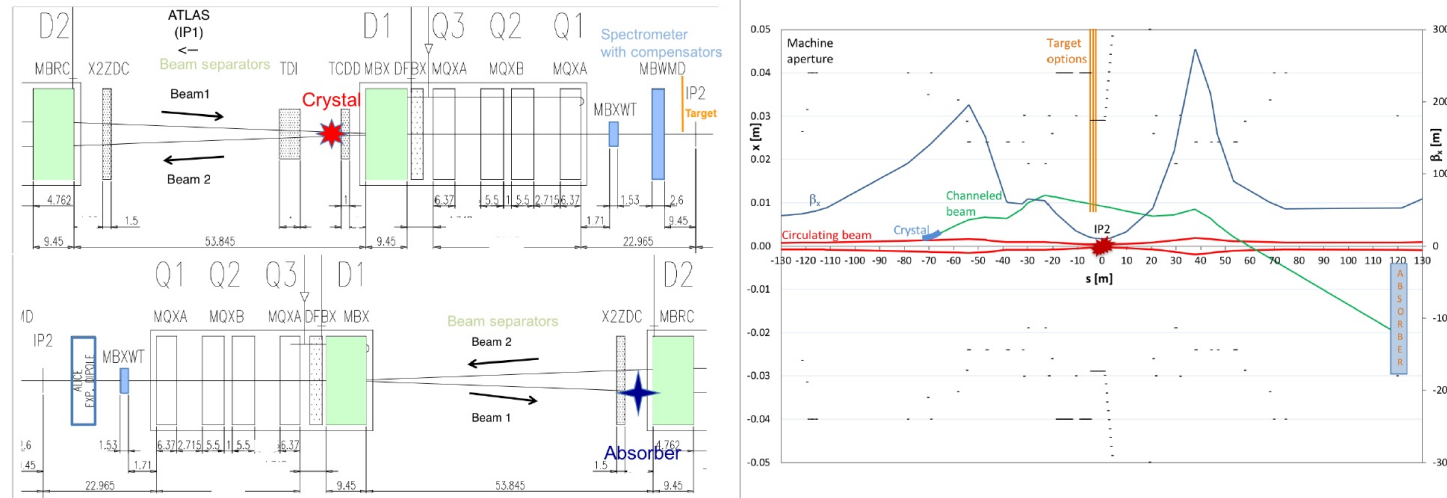 ATLAS
(IP1)
<–
D2
D1
Q3
Q2
Q1
Spectrometer
with compensators
Beam separators
MBRC
X2ZDC
TDI
TCDD
MBX
DFBX
MQXA
MQXB
MQXA
MBWMD
Beam1
Crystal
MBXWT
IP2
Target
Beam 2
4.762
1.5
1
6.37
5.5
1
5.5
2.715
6.37
1.53
2.6
1.71
9.45
9.45
53.845
9.45
22.965
Q1
Q2
Q3
D1
D2
MD
MQXA
MQXB
MQXA
DFBX
MBX
Beam separators
X2ZDC
MBRC
IP2
MBXWT
Beam 2
ALICE
EXP. DIPOLE
Beam 1
2.6
1.53
6.37
2.715
5.5
1
5.5
6.37
Absorber
4.762
.45
1.71
1.5
22.965
9.45
53.845
9.45
0.05
0.04
0.03
0.02
0.01
0.00
-0.01
-0.02
-0.03
-0.04
-0.05
x [m]
Machine
aperture
Target
options
βx
Channeled
beam
Crystal
Circulating beam
IP2
-130 -120 -110 -100 -90 -80 -70 -60 -50 -40 -30 -20 -10 0 10 20 30 40 50 60 70 80 90 100 110 120 130
s [m]
ABSORBER
300
200
100
0
-10
-20
-30
βx [m]